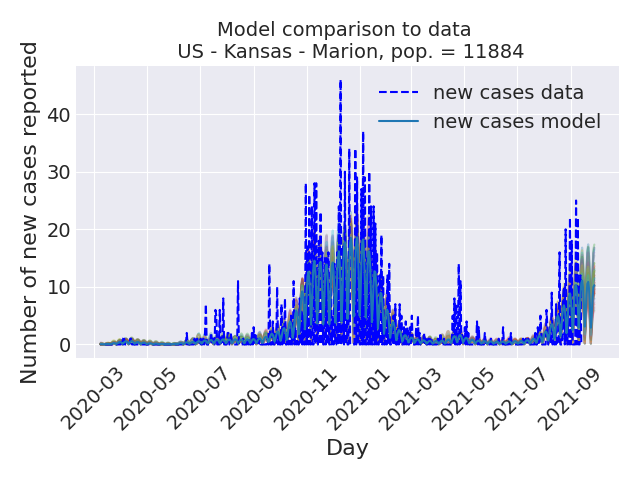 Model comparison to data
US - Kansas - Marion, pop. = 11884
Number of new cases reported
40
30
20
10
0
new cases data
new cases model
2020-03
2020-05
2020-07
2020-09
2020-11
2021-01
2021-03
2021-05
2021-07
2021-09
Day